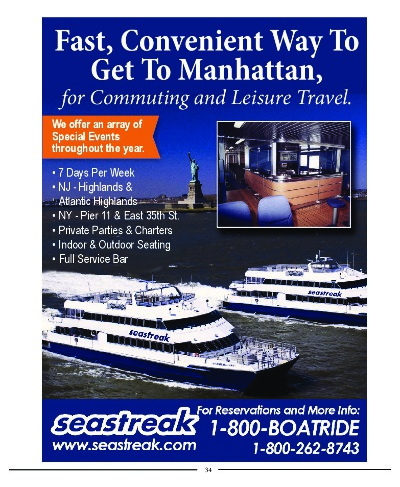 Fast, Convenient Way To
Get To Manhattan,
for Commuting and Leisure Travel.
We offer an array of
Special Events
throughout the year.
• 7 Days Per Week
• NJ - Highlands &
Atlantic Highlands
• NY - Pier 11 & East 35th St.
• Private Parties & Charters
• Indoor & Outdoor Seating
• Full Service Bar
seastreak
seastreak
seastreak
www.seastreak.com
For Reservations and More Info:
1-800-BOATRIDE
1-800-262-8743
34